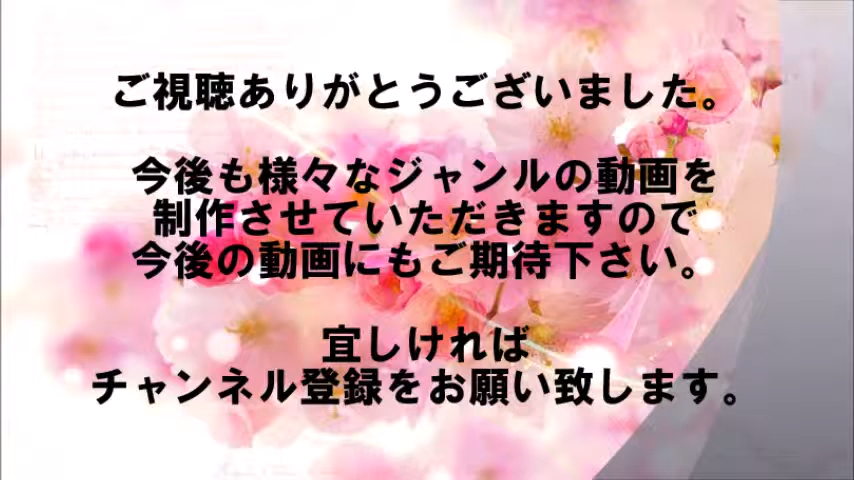 ご視聴ありがとうございました。
今後も様々なジャンルの動画を
制作させていただきますので
今後の動画にもご期待下さい。
宜しければ
チャンネル登録をお願い致します。